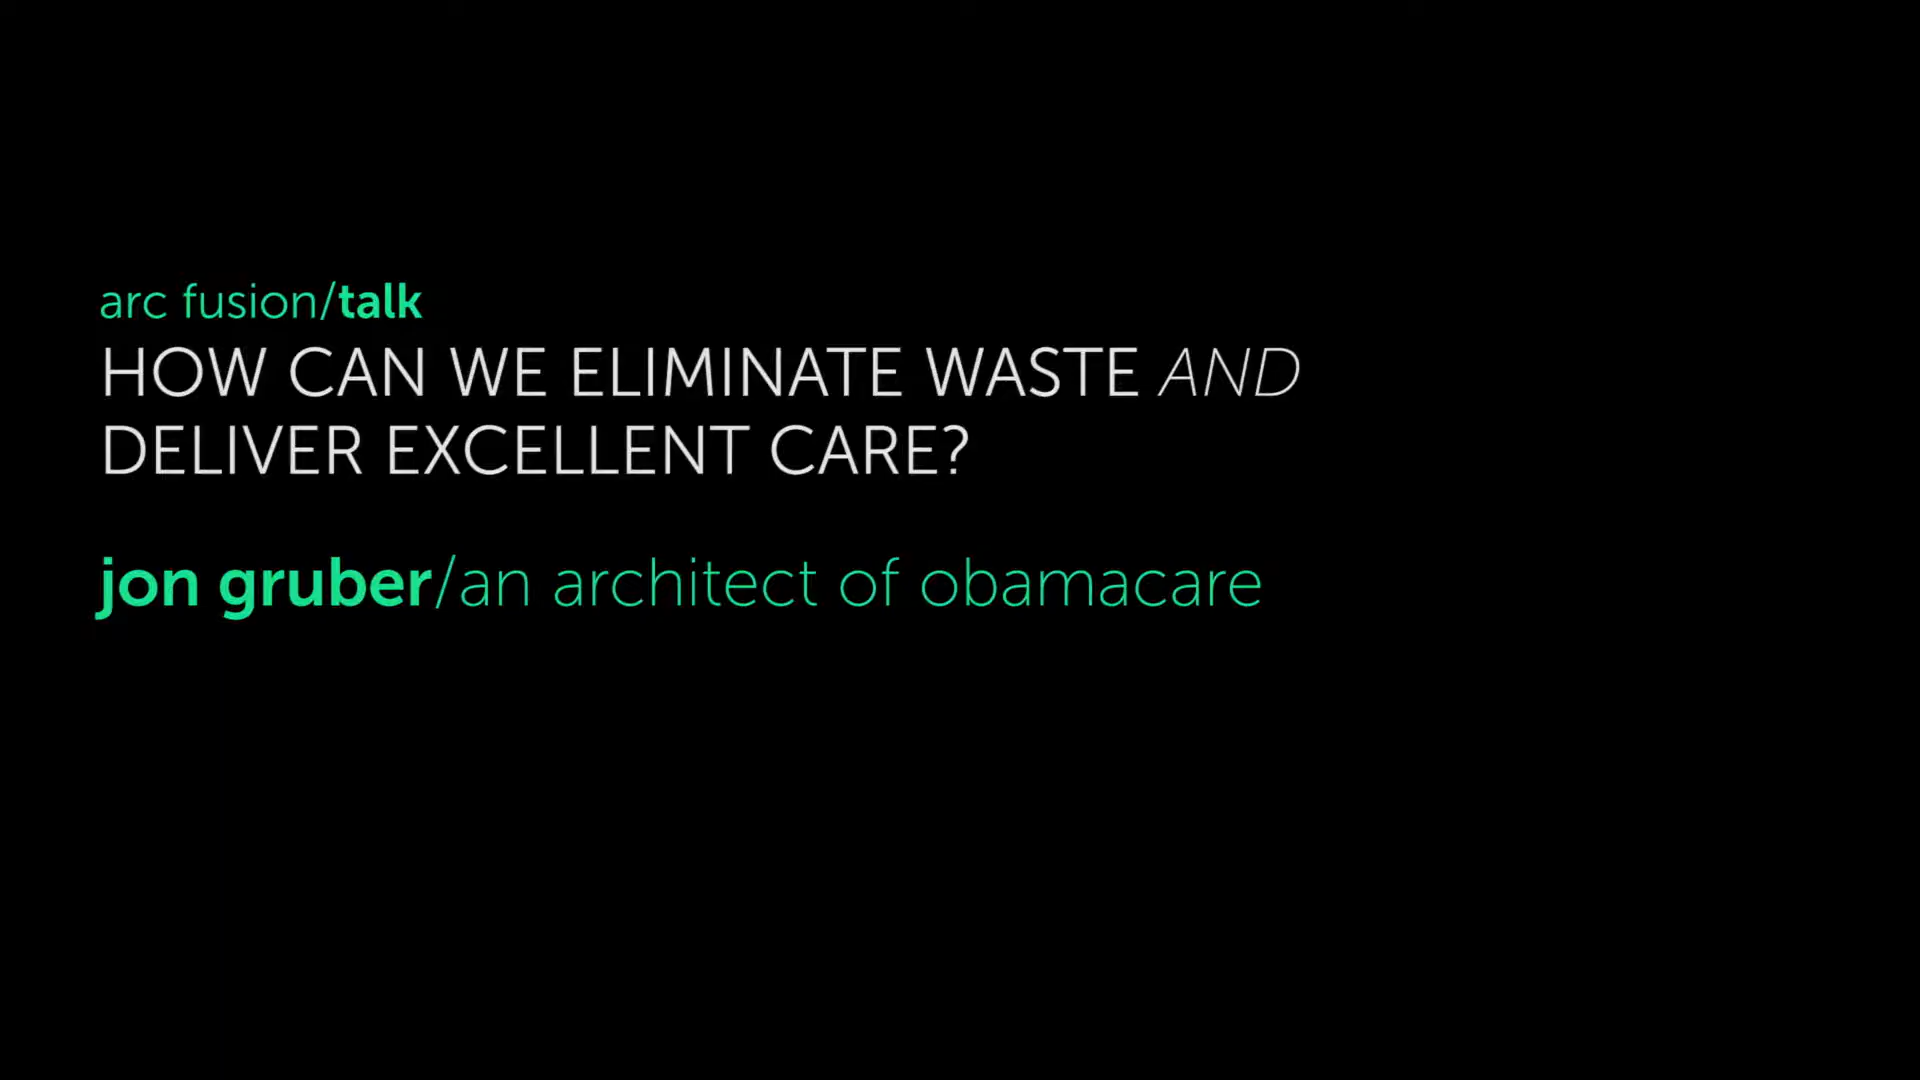 arc fusion/talk
HOW CAN WE ELIMINATE WASTE AND
DELIVER EXCELLENT CARE?
jon gruber/an architect of obamacare